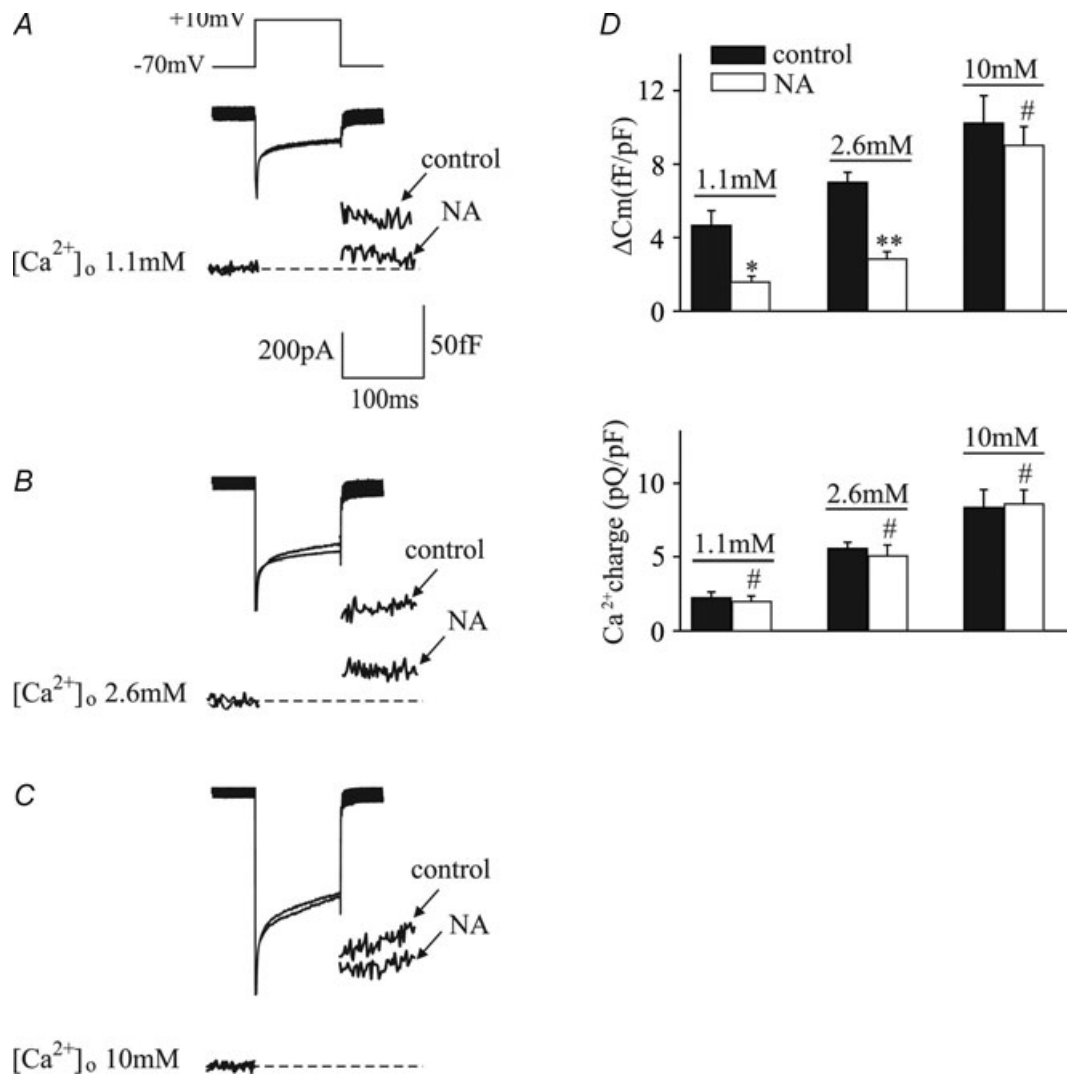 A
+10mV
-70mV
control
NA
[Ca²⁺]ₒ 1.1mM
200pA
50fF
100ms
B
control
NA
[Ca²⁺]ₒ 2.6mM
C
control
NA
[Ca²⁺]ₒ 10mM
D
control
NA
ΔCm(fF/pF)
12
8
4
0
1.1mM
*
2.6mM
**
10mM
#
Ca²⁺charge (pQ/pF)
10
5
0
1.1mM
#
2.6mM
#
10mM
#